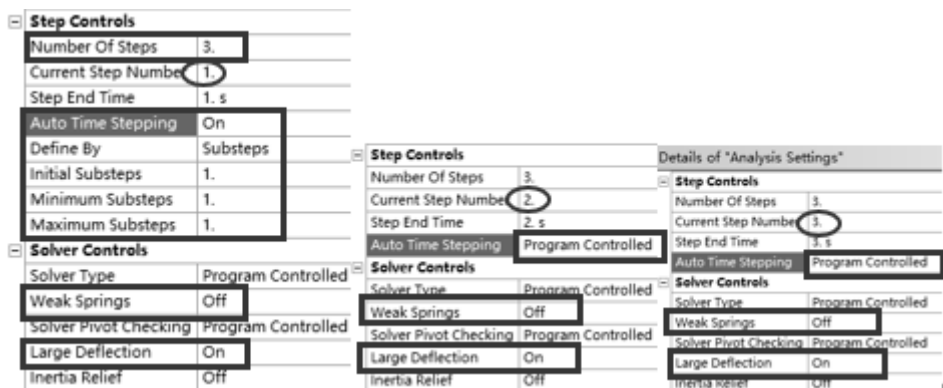 Step Controls
Number Of Steps 3.
Current Step Numbe 1.
Step End Time 1. s
Auto Time Stepping On
Define By Substeps
Initial Substeps 1.
Minimum Substeps 1.
Maximum Substeps 1.
Solver Controls
Solver Type Program Controlled
Weak Springs Off
Solver Pivot Checking Program Controlled
Large Deflection On
Inertia Relief Off
Step Controls
Number Of Steps 3.
Current Step Numbe 2.
Step End Time 2. s
Auto Time Stepping Program Controlled
Solver Controls
Solver Type Program Controlled
Weak Springs Off
Solver Pivot Checking Program Controlled
Large Deflection On
Inertia Relief Off
Details of "Analysis Settings"
Step Controls
Number Of Steps 3.
Current Step Numbe 3.
Step End Time 3. s
Auto Time Stepping Program Controlled
Solver Controls
Solver Type Program Controlled
Weak Springs Off
Solver Pivot Checking Program Controlled
Large Deflection On
Inertia Relief Off